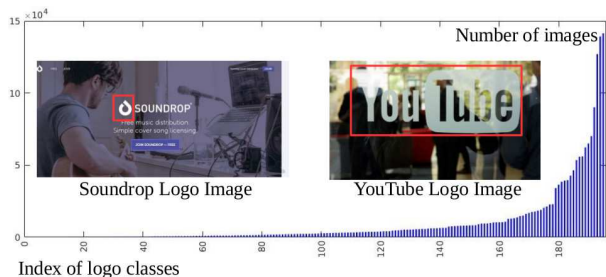 15 ×10⁴
Number of images
10
SOUNDROP
Free music distribution
Simple cover song licensing
JOIN SOUNDROP — FREE
You Tube
Soundrop Logo Image
YouTube Logo Image
5
0
0 20 40 60 80 100 120 140 160 180
Index of logo classes